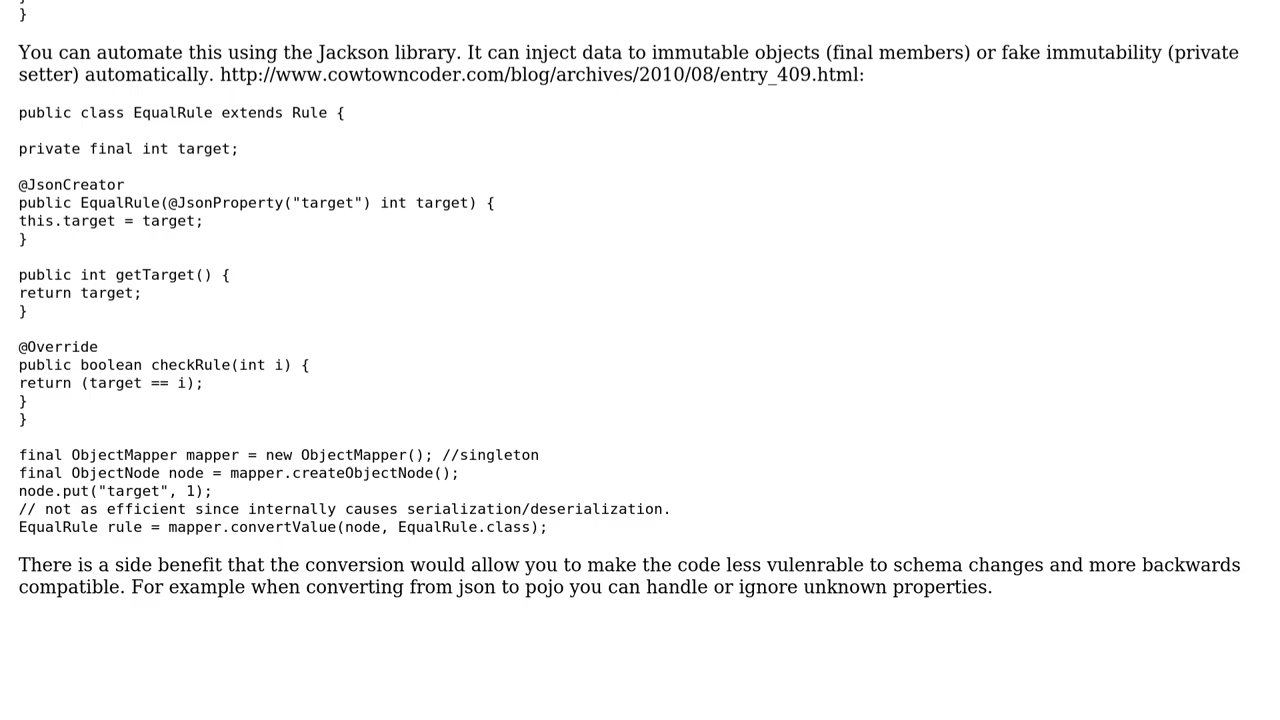 }
You can automate this using the Jackson library. It can inject data to immutable objects (final members) or fake immutability (private
setter) automatically. http://www.cowtowncoder.com/blog/archives/2010/08/entry_409.html:
public class EqualRule extends Rule {
private final int target;
@JsonCreator
public EqualRule(@JsonProperty("target") int target) {
this.target = target;
}
public int getTarget() {
return target;
}
@Override
public boolean checkRule(int i) {
return (target == i);
}
}
final ObjectMapper mapper = new ObjectMapper(); //singleton
final ObjectNode node = mapper.createObjectNode();
node.put("target", 1);
// not as efficient since internally causes serialization/deserialization.
EqualRule rule = mapper.convertValue(node, EqualRule.class);
There is a side benefit that the conversion would allow you to make the code less vulenrable to schema changes and more backwards
compatible. For example when converting from json to pojo you can handle or ignore unknown properties.